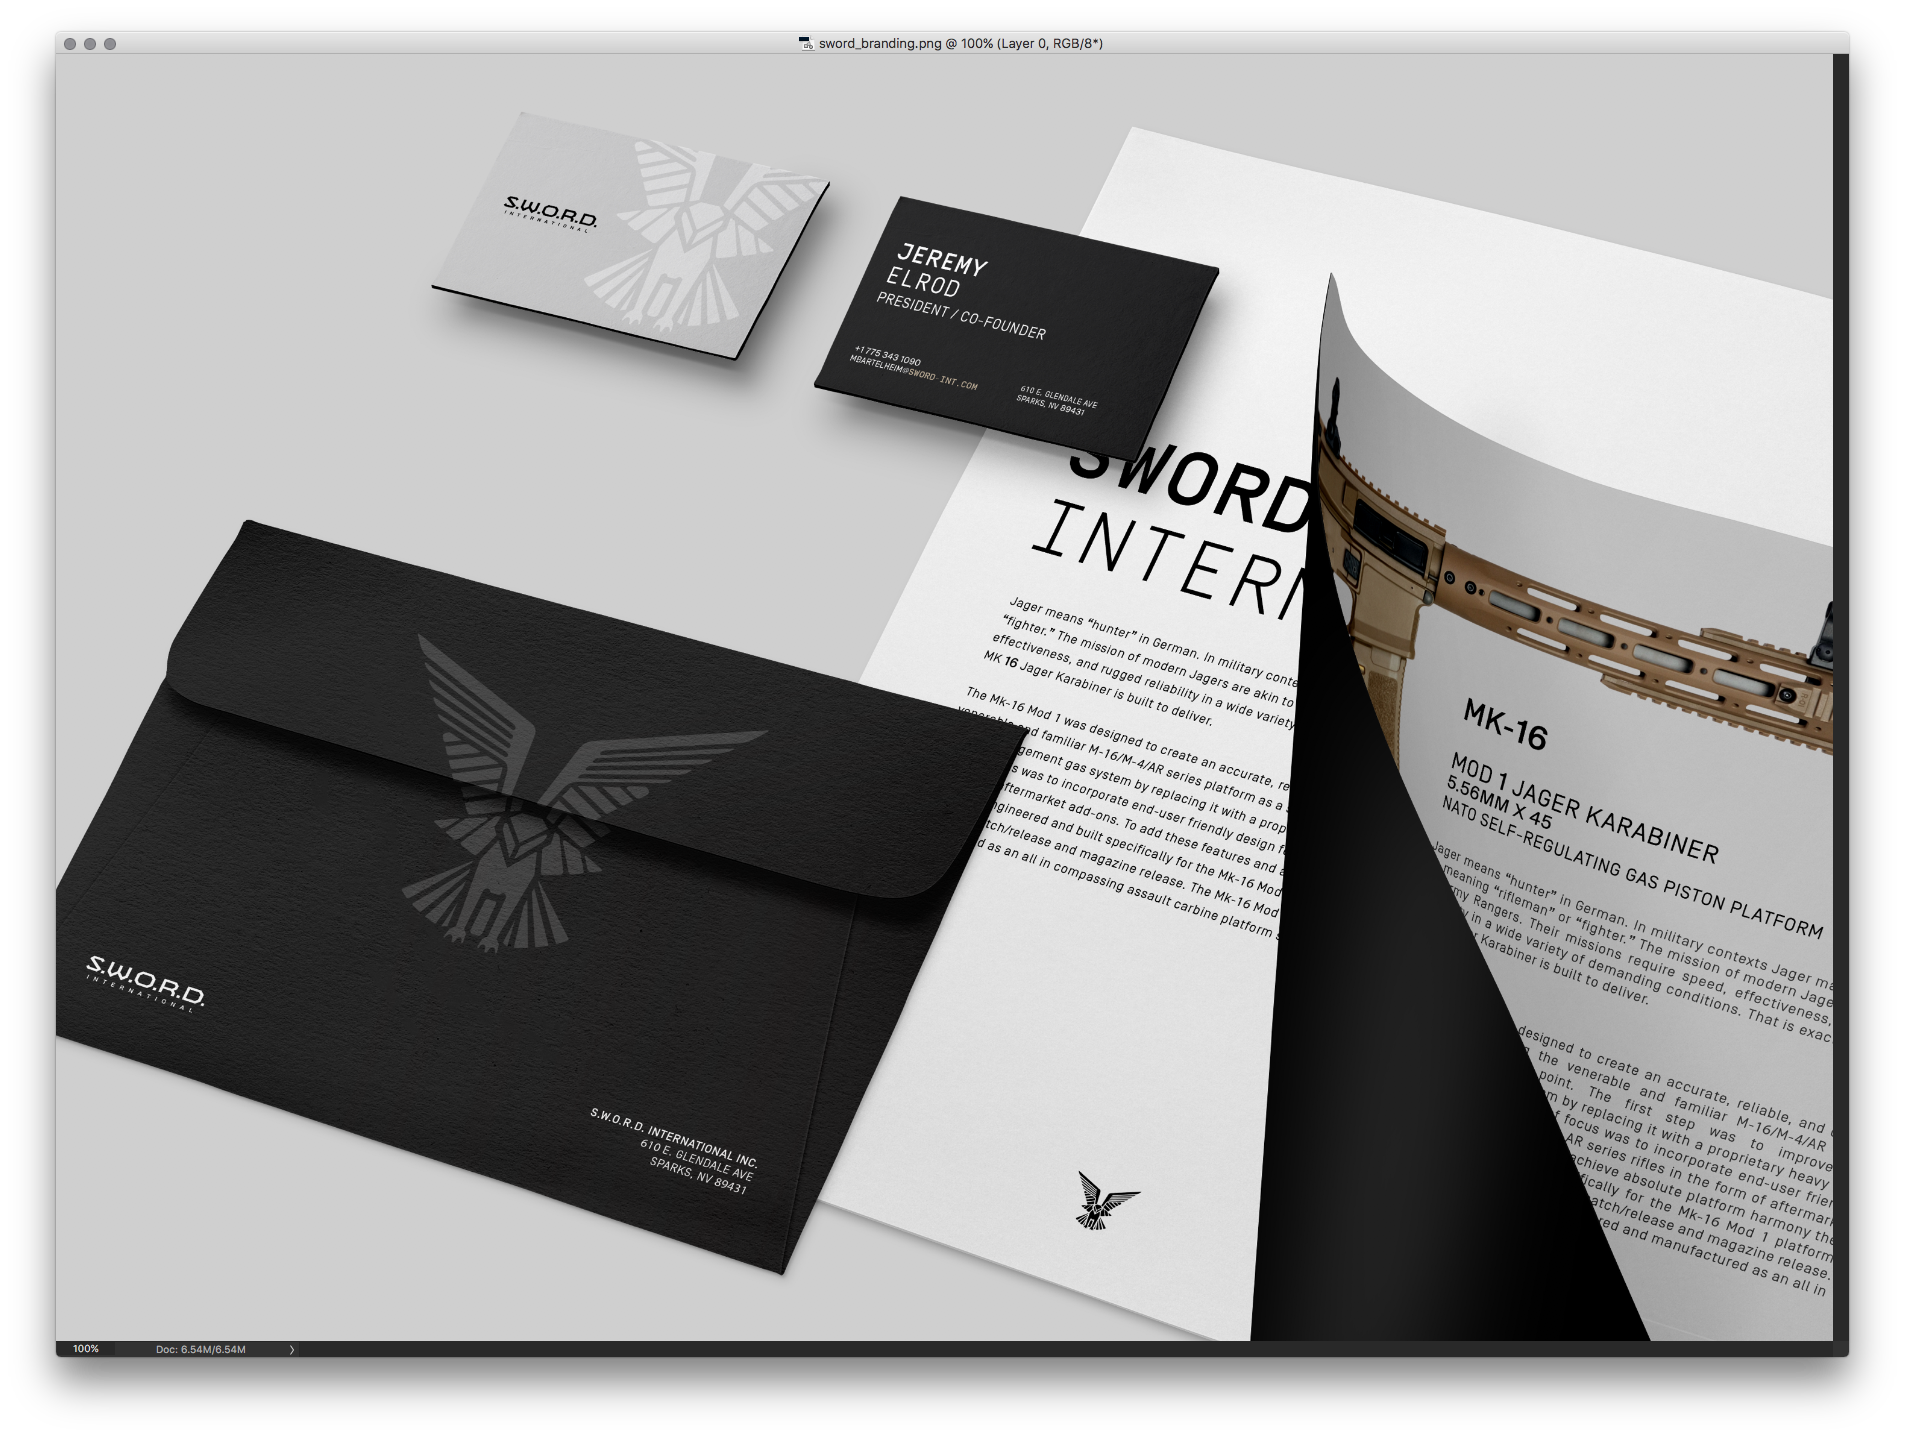 sword_branding.png @ 100% (Layer 0, RGB/8*)
S.W.O.R.D.
INTERNATIONAL
JEREMY
ELROD
PRESIDENT / CO-FOUNDER
+1 775 343 1090
MBARTELHEIM@SWORD-INT.COM
610 E. GLENDALE AVE
SPARKS, NV 89431
SWORD
INTERN
Jager means “hunter” in German. In military conte
“fighter.” The mission of modern Jagers are akin to
effectiveness, and rugged reliability in a wide variety
MK 16 Jager Karabiner is built to deliver.
The Mk-16 Mod 1 was designed to create an accurate, re
venerable and familiar M-16/M-4/AR series platform as a
gement gas system by replacing it with a prop
s was to incorporate end-user friendly design f
ftermarket add-ons. To add these features and a
gineered and built specifically for the Mk-16 Mod
tch/release and magazine release. The Mk-16 Mod
d as an all in compassing assault carbine platform s
MK-16
MOD 1 JAGER KARABINER
5.56MM X 45
NATO SELF-REGULATING GAS PISTON PLATFORM
Jager means “hunter” in German. In military contexts Jager ma
meaning “rifleman” or “fighter.” The mission of modern Jage
rmy Rangers. Their missions require speed, effectiveness,
y in a wide variety of demanding conditions. That is exac
r Karabiner is built to deliver.
designed to create an accurate, reliable, and
the venerable and familiar M-16/M-4/AR
point. The first step was to improve
m by replacing it with a proprietary heavy
f focus was to incorporate end-user frien
AR series rifles in the form of aftermark
achieve absolute platform harmony the
ifically for the Mk-16 Mod 1 platform
atch/release and magazine release.
red and manufactured as an all in
S.W.O.R.D.
INTERNATIONAL
S.W.O.R.D. INTERNATIONAL INC.
610 E. GLENDALE AVE
SPARKS, NV 89431
100%
Doc: 6.54M/6.54M